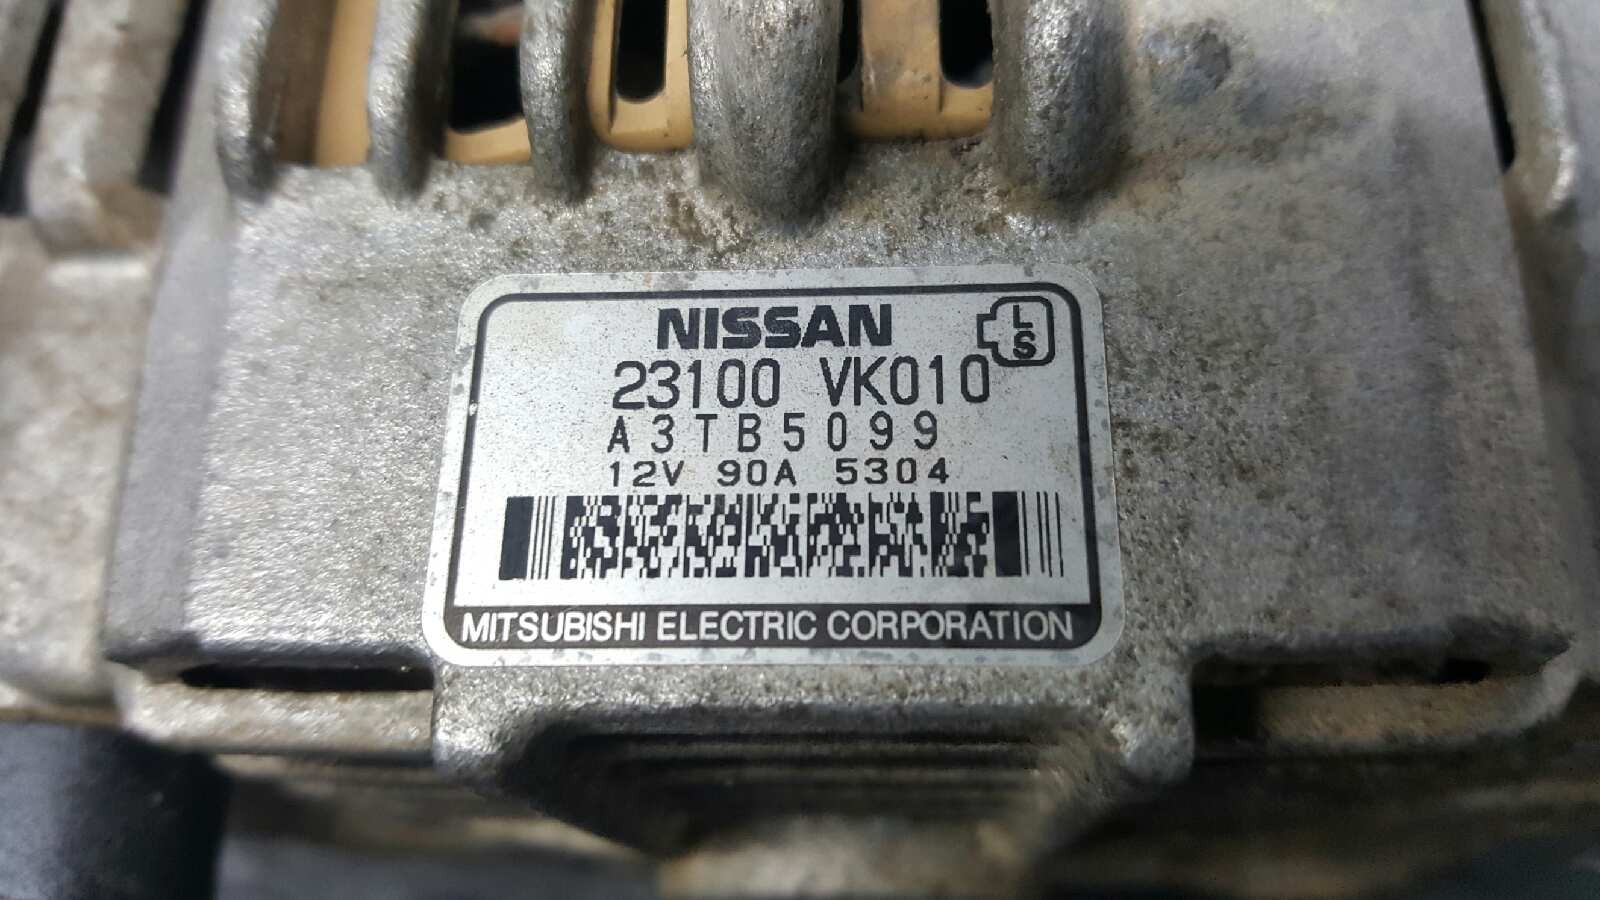 NISSAN
L
S
23100 VK010
A3TB5099
12V 90A 5304
MITSUBISHI ELECTRIC CORPORATION